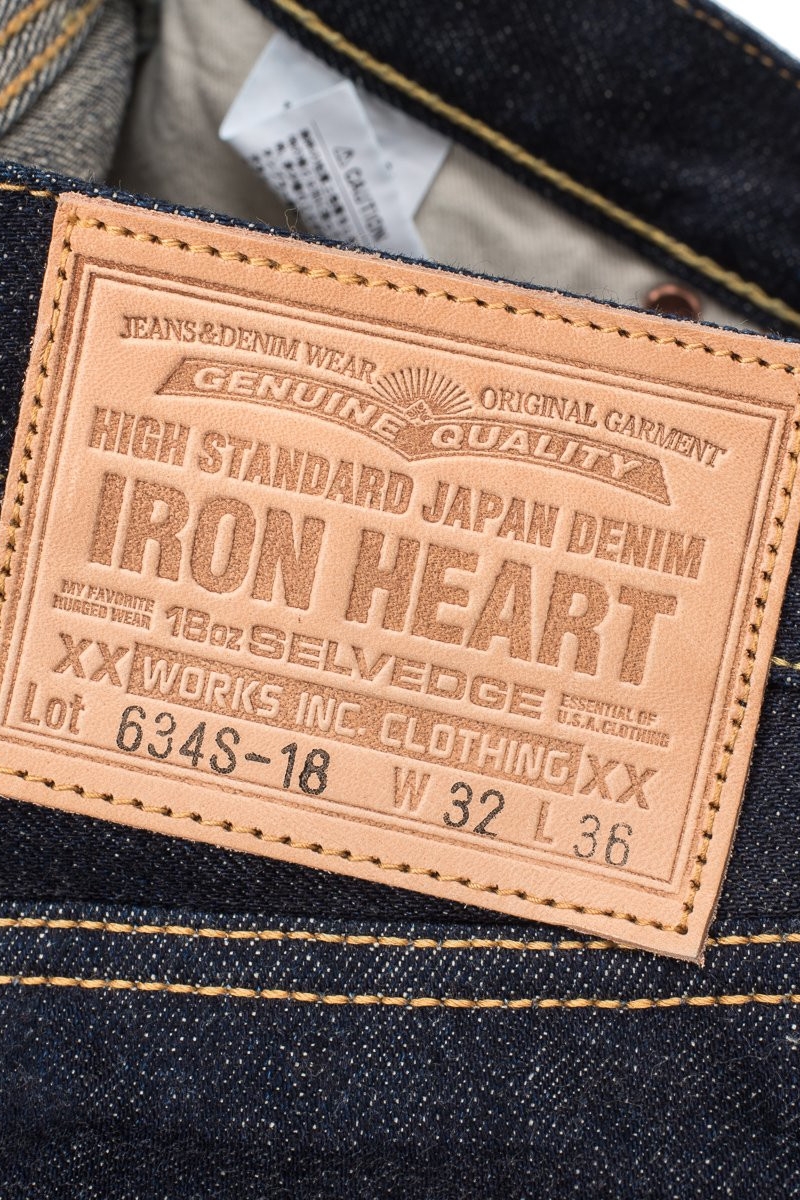 ⚠ CAUTION
JEANS&DENIM WEAR
ORIGINAL GARMENT
GENUINE QUALITY
HIGH STANDARD JAPAN DENIM
IRON HEART
MY FAVORITE
RUGGED WEAR
18oz SELVEDGE
ESSENTIAL OF
U.S.A. CLOTHING
XX WORKS INC. CLOTHING XX
Lot 634S-18 W 32 L 36